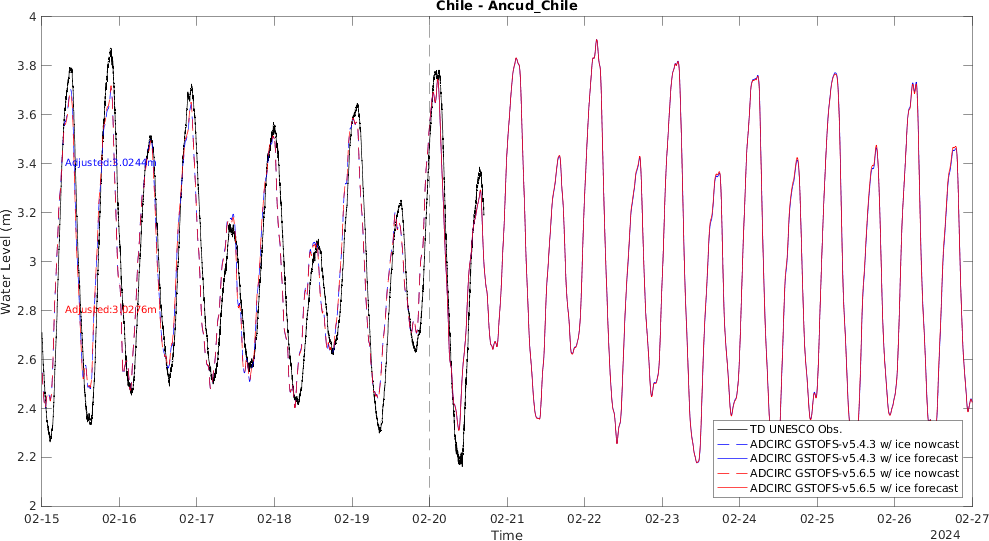 Chile - Ancud_Chile
Water Level (m)
4
3.8
3.6
3.4
3.2
3
2.8
2.6
2.4
2.2
2
Adjusted:3.0244m
Adjusted:3.0276m
TD UNESCO Obs.
ADCIRC GSTOFS-v5.4.3 w/ ice nowcast
ADCIRC GSTOFS-v5.4.3 w/ ice forecast
ADCIRC GSTOFS-v5.6.5 w/ ice nowcast
ADCIRC GSTOFS-v5.6.5 w/ ice forecast
02-15 02-16 02-17 02-18 02-19 02-20 02-21 02-22 02-23 02-24 02-25 02-26 02-27
Time
2024